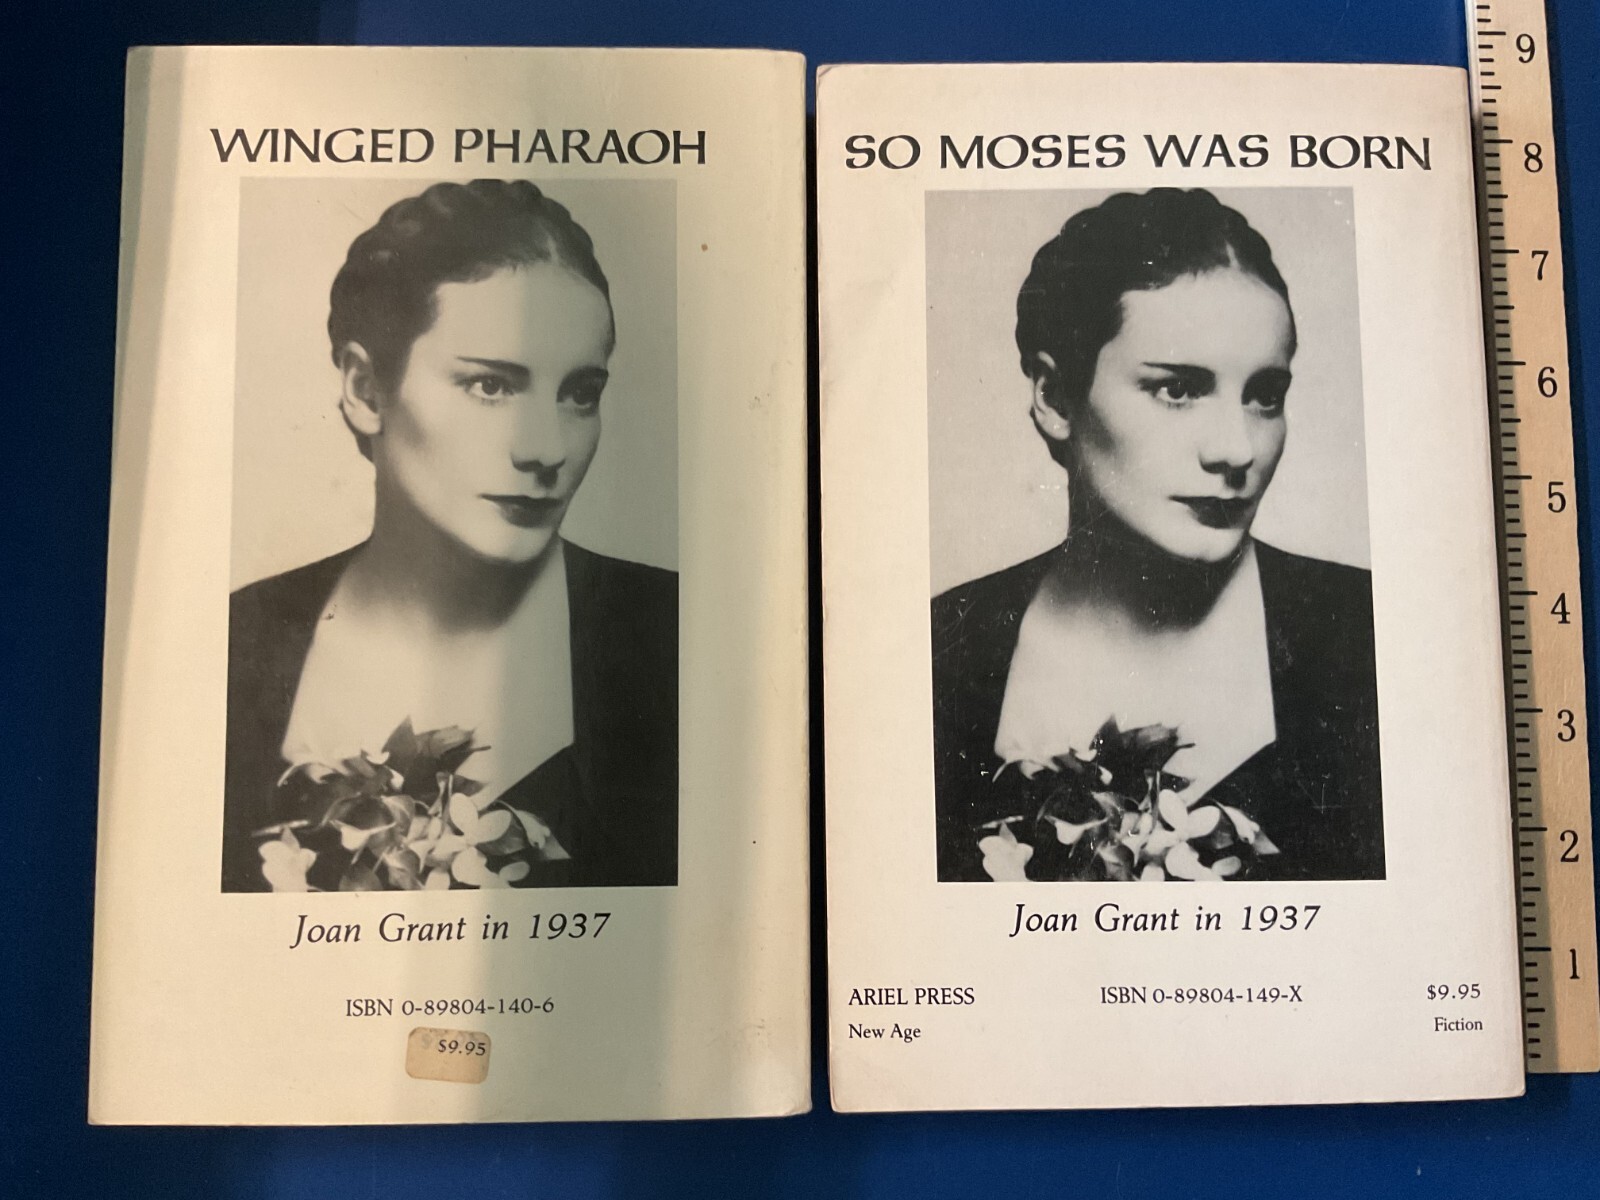 WINGED PHARAOH
Joan Grant in 1937
ISBN 0-89804-140-6
$9.95
SO MOSES WAS BORN
Joan Grant in 1937
ARIEL PRESS
New Age
ISBN 0-89804-149-X
$9.95
Fiction
9
8
7
6
5
4
3
2
1